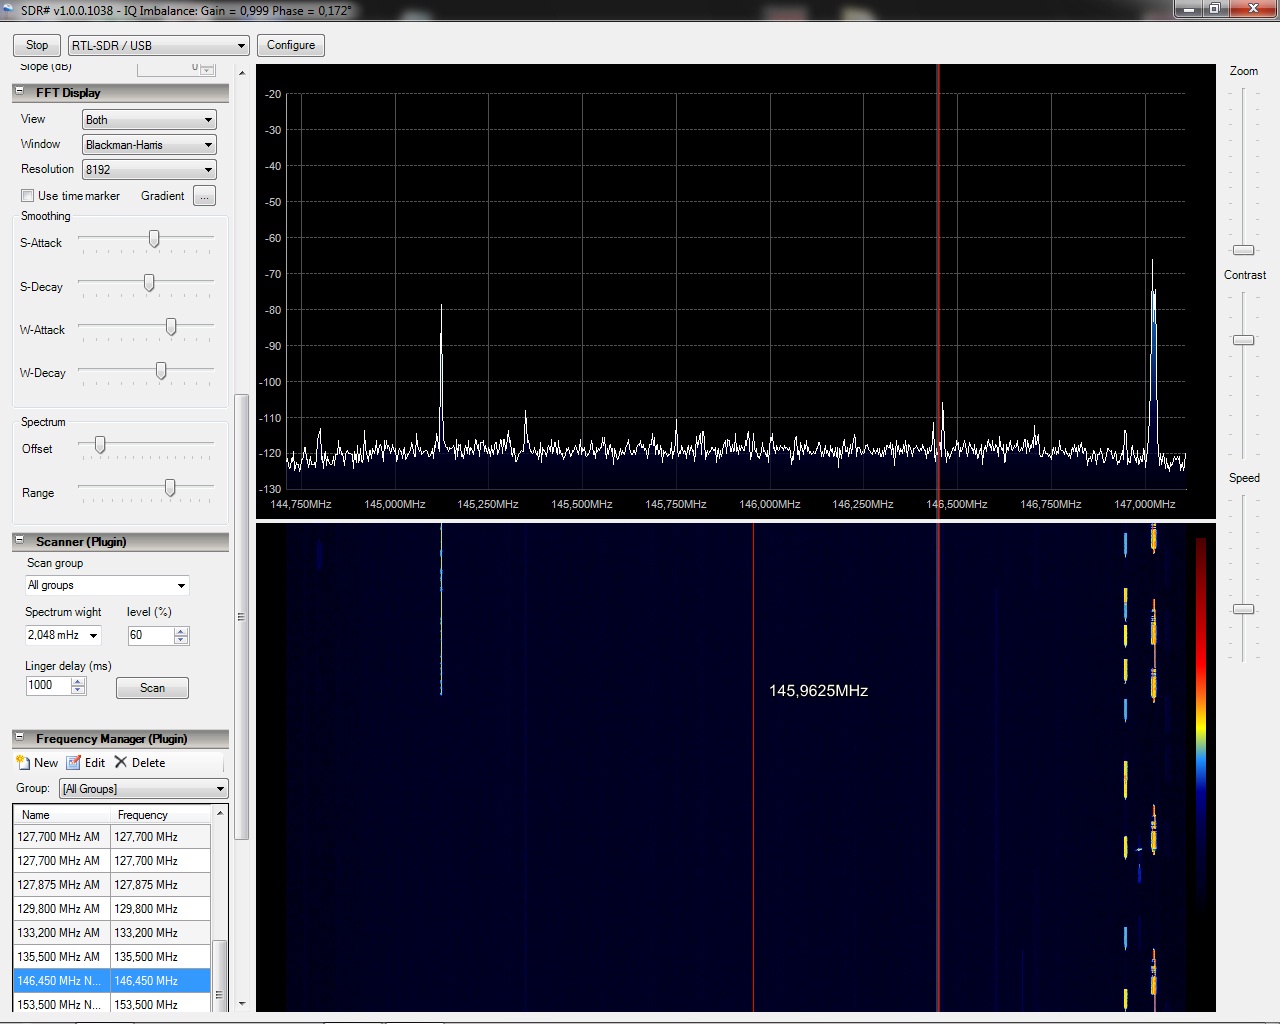 SDR# v1.0.0.1038 - IQ Imbalance: Gain = 0,999 Phase = 0,172°
Stop
RTL-SDR / USB
Configure
Slope (dB)
0
FFT Display
View
Both
Window
Blackman-Harris
Resolution
8192
Use time marker
Gradient
...
Smoothing
S-Attack
S-Decay
W-Attack
W-Decay
Spectrum
Offset
Range
Scanner (Plugin)
Scan group
All groups
Spectrum wight
level (%)
2,048 mHz
60
Linger delay (ms)
1000
Scan
Frequency Manager (Plugin)
New
Edit
Delete
Group:
[All Groups]
Name Frequency
127,700 MHz AM 127,700 MHz
127,700 MHz AM 127,700 MHz
127,875 MHz AM 127,875 MHz
129,800 MHz AM 129,800 MHz
133,200 MHz AM 133,200 MHz
135,500 MHz AM 135,500 MHz
146,450 MHz N... 146,450 MHz
153,500 MHz N... 153,500 MHz
-20
-30
-40
-50
-60
-70
-80
-90
-100
-110
-120
-130
144,750MHz 145,000MHz 145,250MHz 145,500MHz 145,750MHz 146,000MHz 146,250MHz 146,500MHz 146,750MHz 147,000MHz
145,9625MHz
Zoom
Contrast
Speed